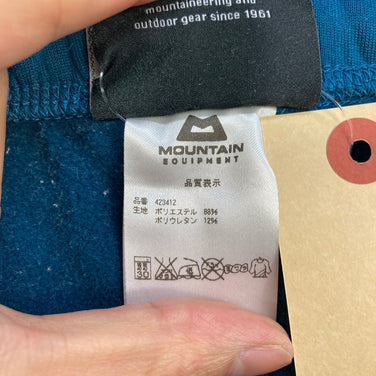 mountaineering and
outdoor gear since 1961
MOUNTAIN
EQUIPMENT
品質表示
品番 423412
生地 ポリエステル 88%
ポリウレタン 12%